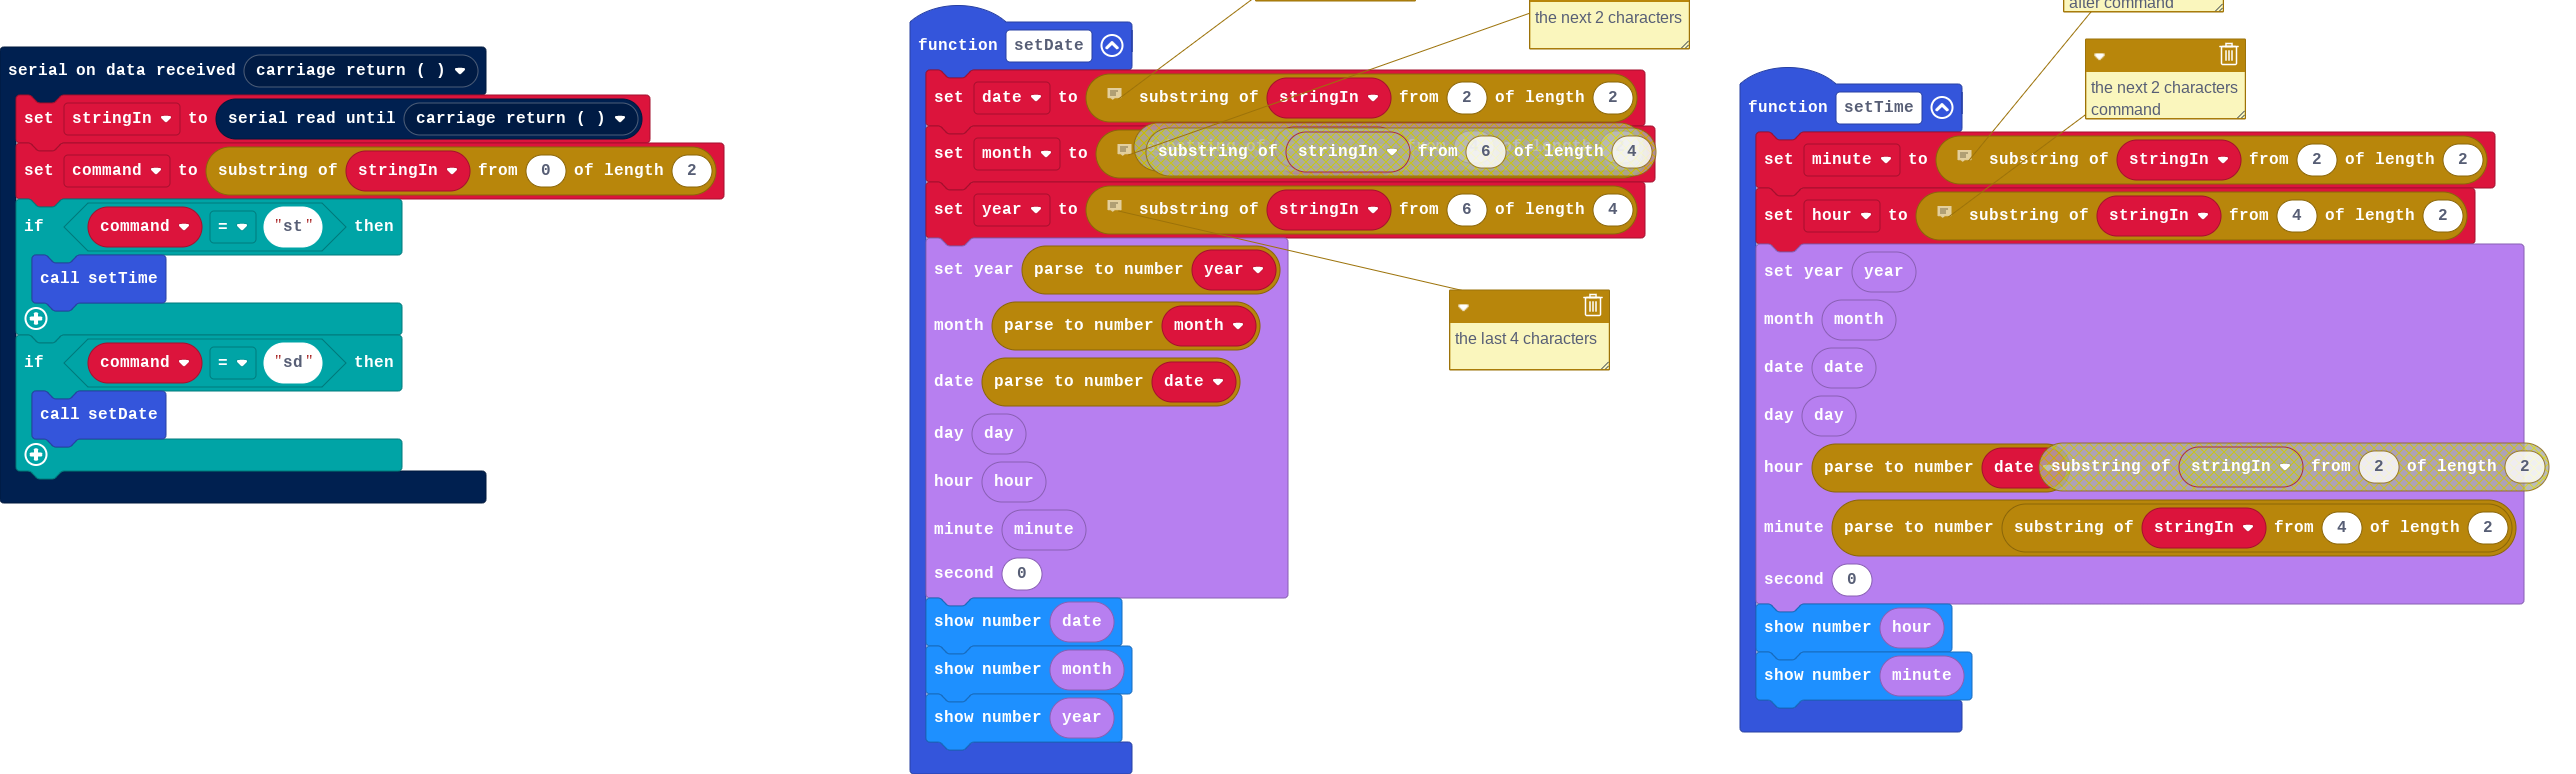 serial on data received carriage return ( )
set stringIn to serial read until carriage return ( )
set command to substring of stringIn from 0 of length 2
if command = "st" then
call setTime
if command = "sd" then
call setDate
the next 2 characters
function setDate
set date to substring of stringIn from 2 of length 2
set month to substring of stringIn from 6 of length 4
set year to substring of stringIn from 6 of length 4
set year parse to number year
the last 4 characters
month parse to number month
date parse to number date
day day
hour hour
minute minute
second 0
show number date
show number month
show number year
after command
the next 2 characters
command
function setTime
set minute to substring of stringIn from 2 of length 2
set hour to substring of stringIn from 4 of length 2
set year year
month month
date date
day day
hour parse to number date substring of stringIn from 2 of length 2
minute parse to number substring of stringIn from 4 of length 2
second 0
show number hour
show number minute